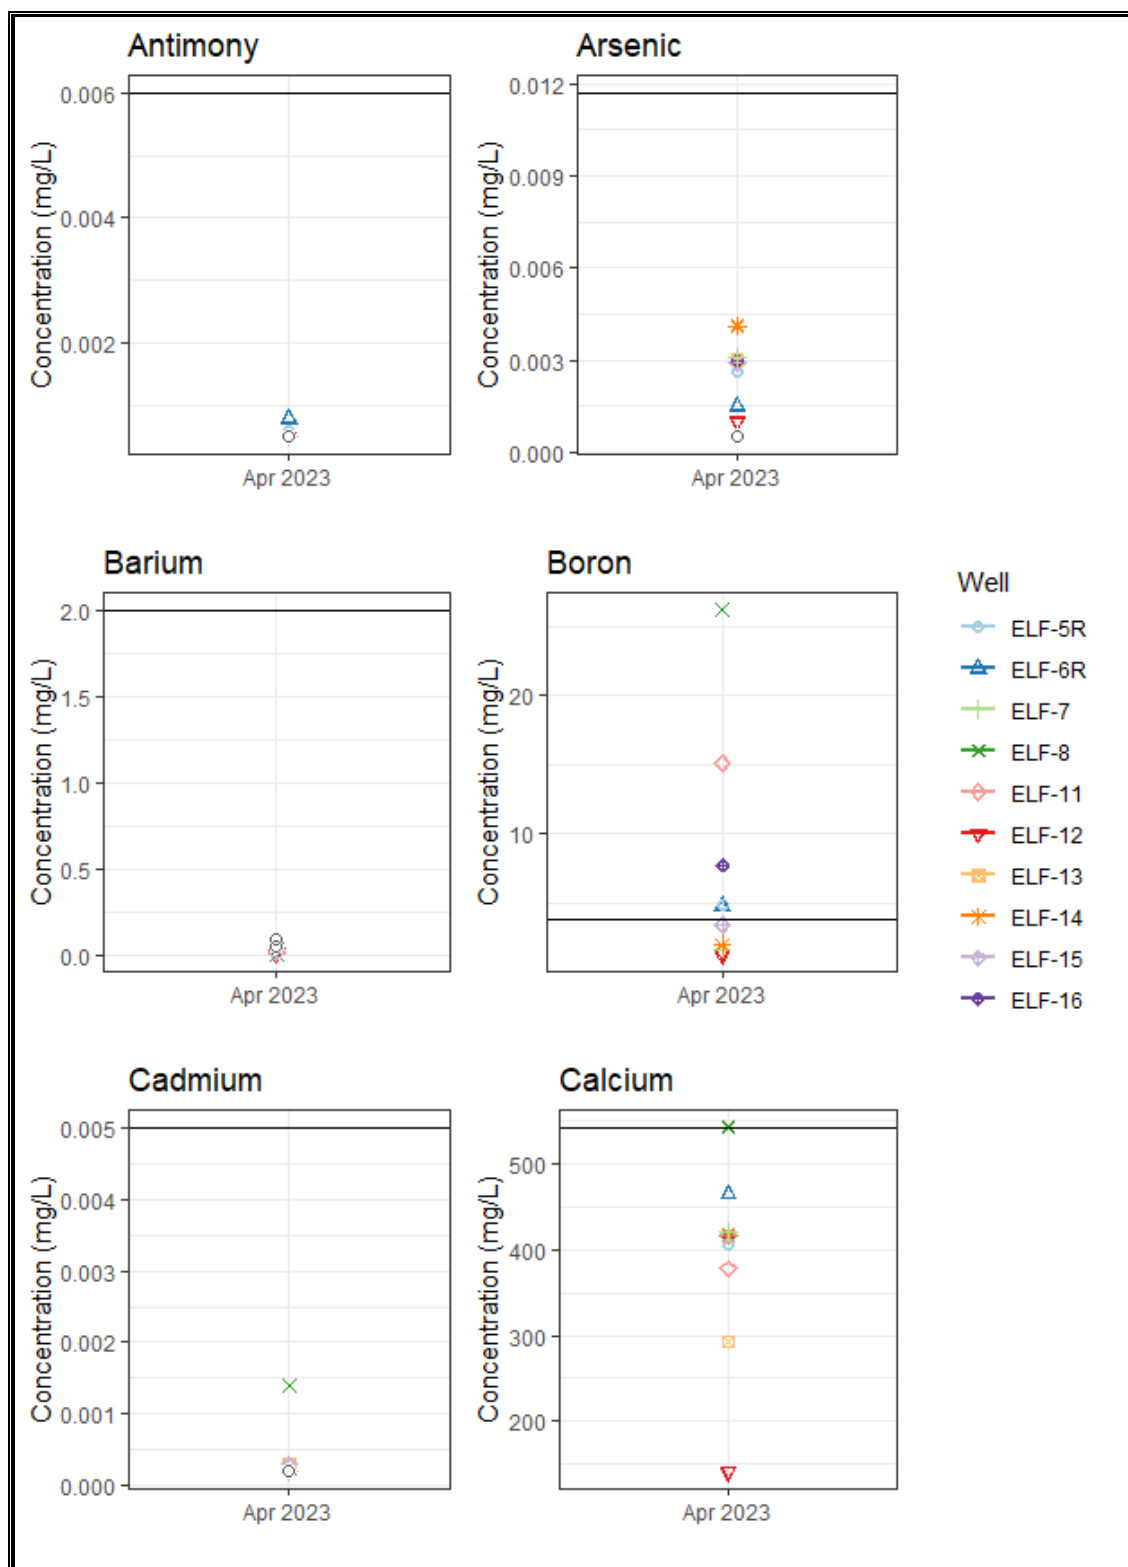 Antimony
Concentration (mg/L)
0.006
0.004
0.002
Apr 2023
Arsenic
Concentration (mg/L)
0.012
0.009
0.006
0.003
0.000
Apr 2023
Barium
Concentration (mg/L)
2.0
1.5
1.0
0.5
0.0
Apr 2023
Boron
Concentration (mg/L)
20
10
Apr 2023
Well
ELF-5R
ELF-6R
ELF-7
ELF-8
ELF-11
ELF-12
ELF-13
ELF-14
ELF-15
ELF-16
Cadmium
Concentration (mg/L)
0.005
0.004
0.003
0.002
0.001
0.000
Apr 2023
Calcium
Concentration (mg/L)
500
400
300
200
Apr 2023